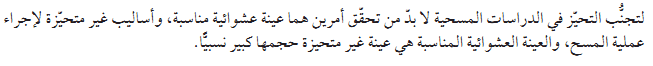 لتجنُّب التحيّز في الدراسات المسحية لا بدّ من تحقّق أمرين هما عينة عشوائية مناسبة، وأساليب غير متحيّزة لإجراء
عملية المسح، والعينة العشوائية المناسبة هي عينة غير متحيزة حجمها كبير نسبيًّا.